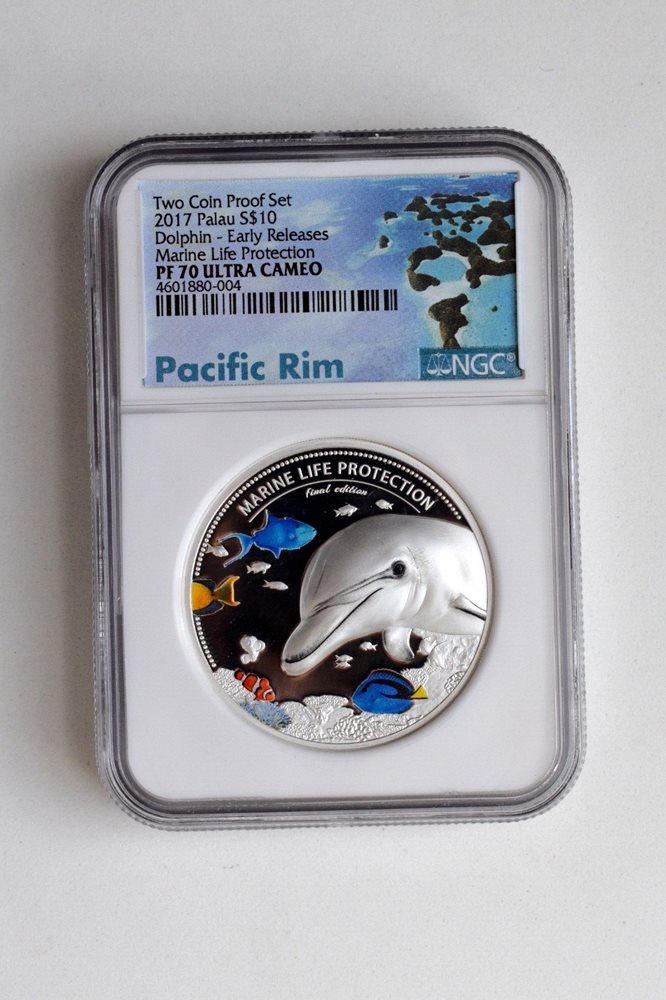 Two Coin Proof Set
2017 Palau S$10
Dolphin - Early Releases
Marine Life Protection
PF 70 ULTRA CAMEO
4601880-004
Pacific Rim
NGC®
MARINE LIFE PROTECTION
final edition